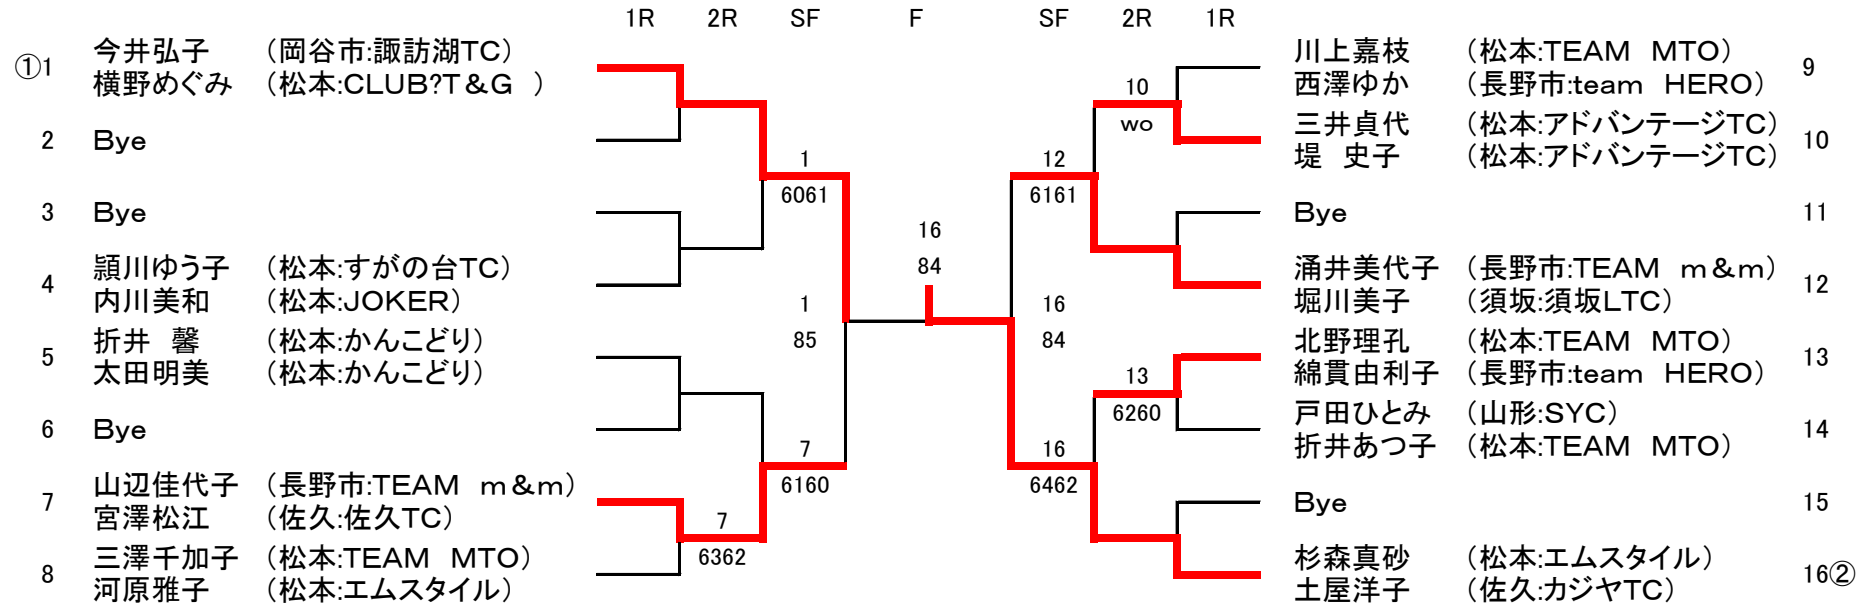 1R 2R SF F SF 2R 1R
①1 今井弘子 （岡谷市:諏訪湖TC）
横野めぐみ （松本:CLUB?T＆G ）
2 Bye
3 Bye
4 頴川ゆう子 （松本:すがの台TC）
内川美和 （松本:JOKER）
5 折井　馨 （松本:かんこどり）
太田明美 （松本:かんこどり）
6 Bye
7 山辺佳代子 （長野市:TEAM　m＆m）
宮澤松江 （佐久:佐久TC）
8 三澤千加子 （松本:TEAM　MTO）
河原雅子 （松本:エムスタイル）
7
6362
1
6061
7
6160
1
85
16
84
16
84
12
6161
16
6462
10
wo
13
6260
川上嘉枝 （松本:TEAM　MTO） 9
西澤ゆか （長野市:team　HERO）
三井貞代 （松本:アドバンテージTC） 10
堤　史子 （松本:アドバンテージTC）
Bye 11
涌井美代子 （長野市:TEAM　m＆m） 12
堀川美子 （須坂:須坂LTC）
北野理孔 （松本:TEAM　MTO） 13
綿貫由利子 （長野市:team　HERO）
戸田ひとみ （山形:SYC） 14
折井あつ子 （松本:TEAM　MTO）
Bye 15
杉森真砂 （松本:エムスタイル） 16②
土屋洋子 （佐久:カジヤTC）